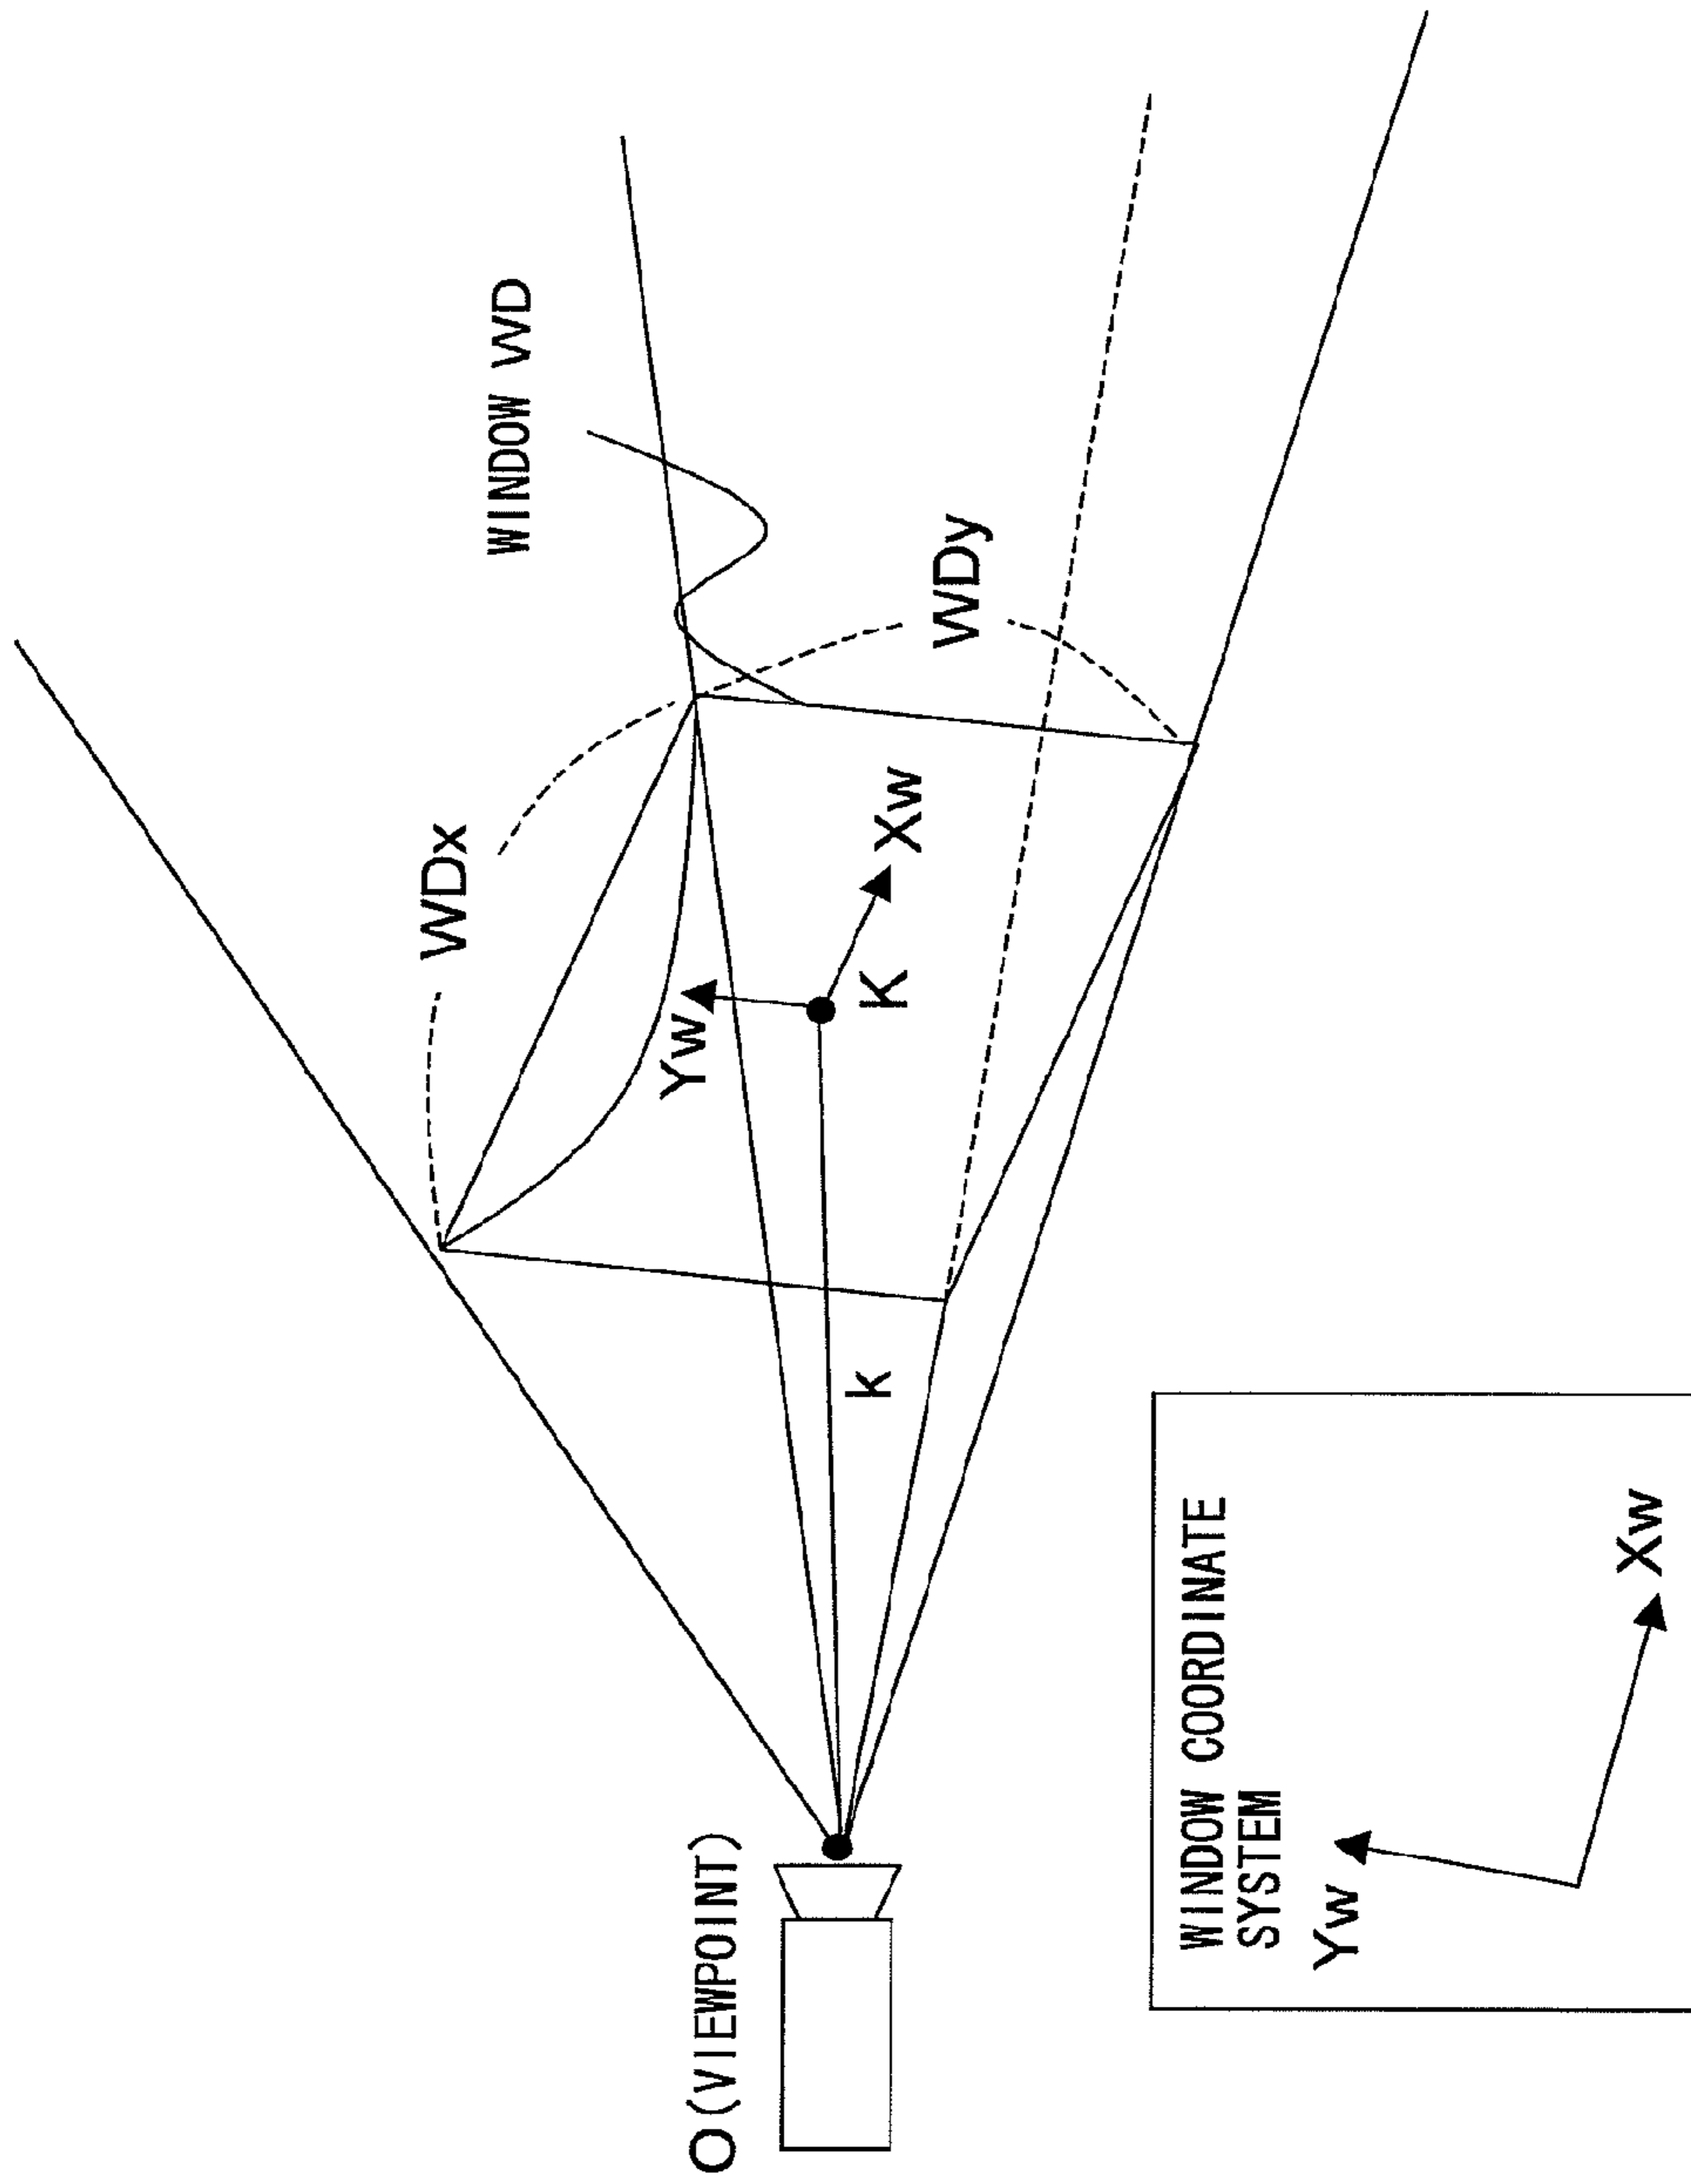 WINDOW WD
WDx
WDy
Yw
Xw
K
k
O(VIEWPOINT)
WINDOW COORDINATE
SYSTEM
Yw
Xw